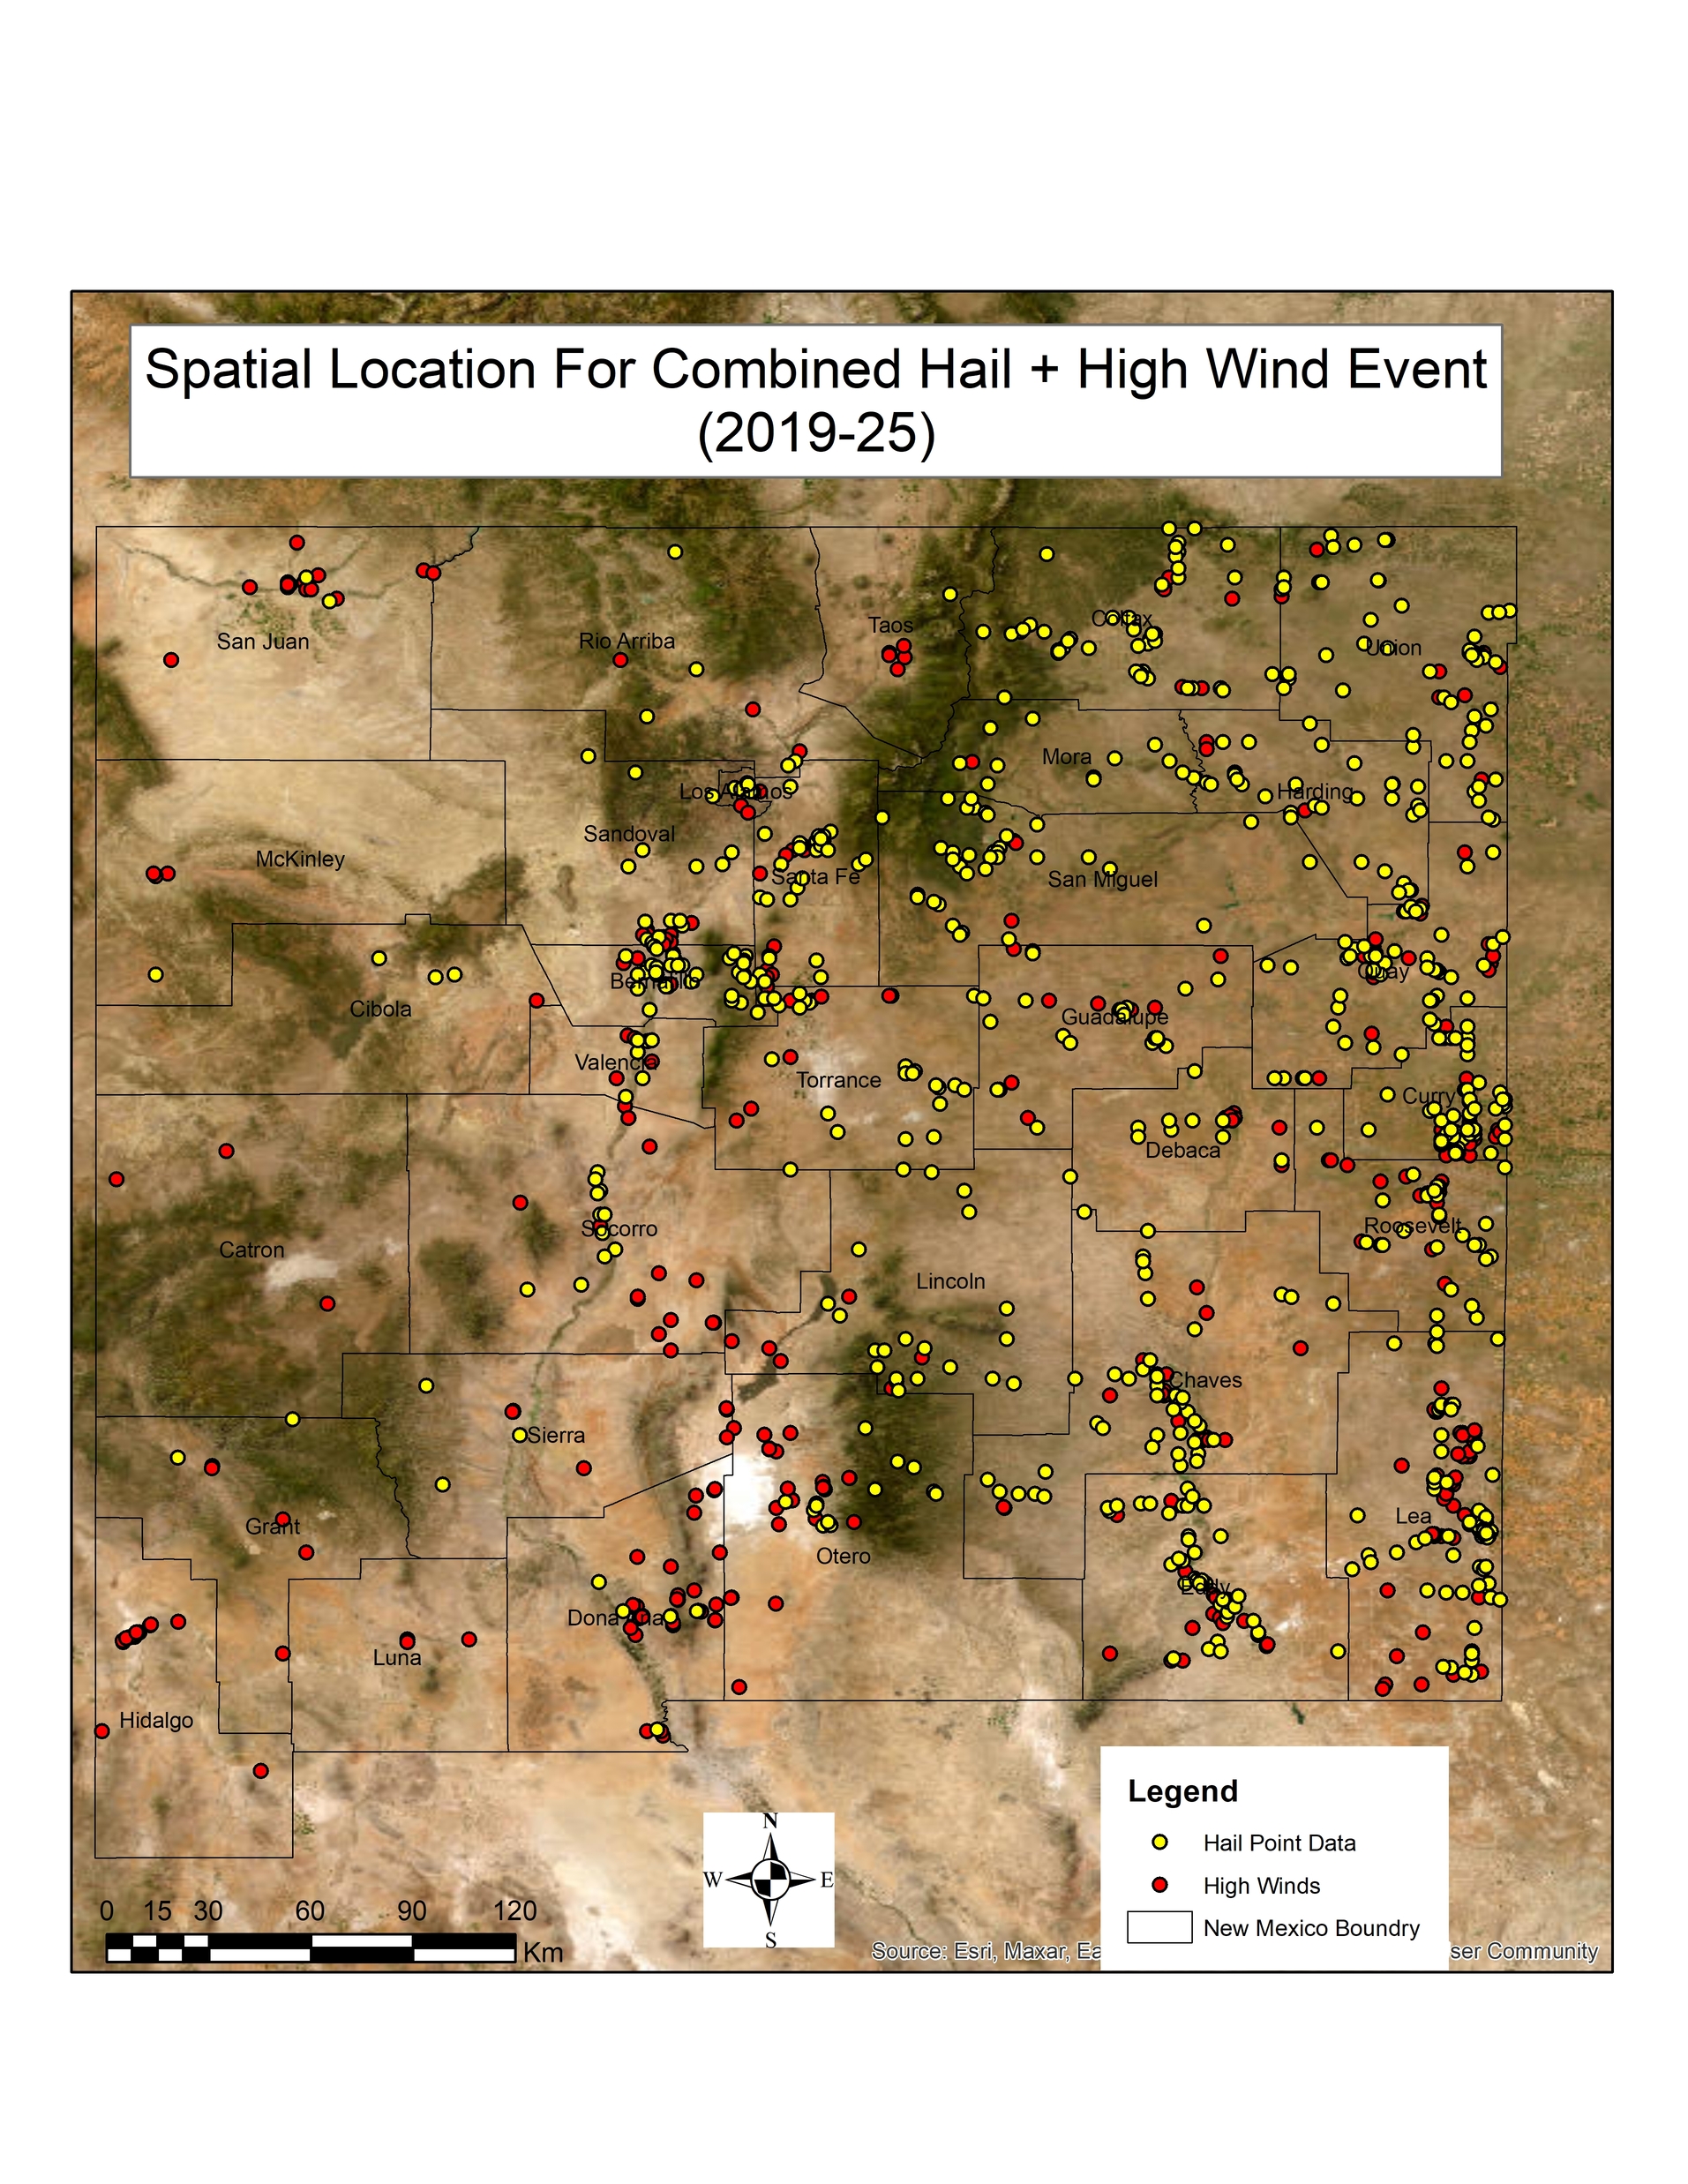 Spatial Location For Combined Hail + High Wind Event
(2019-25)
San Juan
Rio Arriba
Taos
Colfax
Union
Mora
Los Alamos
Harding
Sandoval
McKinley
Santa Fe
San Miguel
Quay
Bernalillo
Cibola
Guadalupe
Valencia
Torrance
Curry
Debaca
Socorro
Roosevelt
Catron
Lincoln
Chaves
Sierra
Grant
Lea
Otero
Eddy
Dona Ana
Luna
Hidalgo
Legend
Hail Point Data
High Winds
New Mexico Boundry
N
W
E
S
0 15 30 60 90 120
Km
Source: Esri, Maxar,
Community